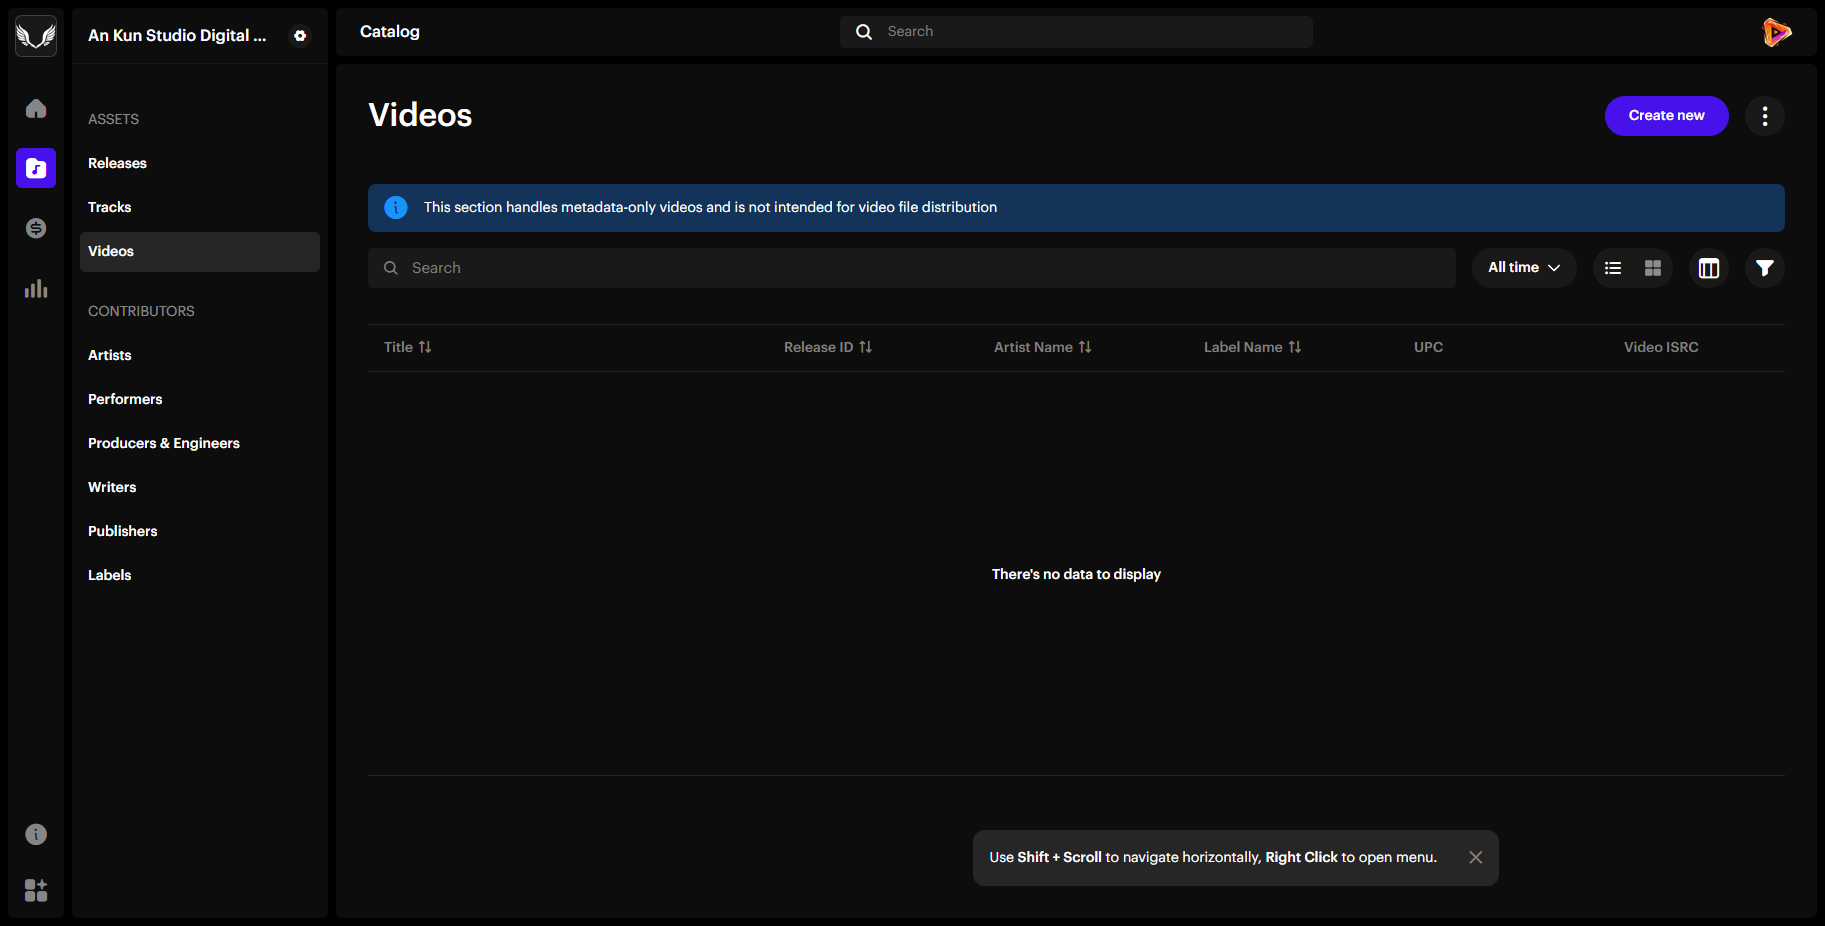 An Kun Studio Digital ...
Catalog
Search
ASSETS
Releases
Tracks
Videos
CONTRIBUTORS
Artists
Performers
Producers & Engineers
Writers
Publishers
Labels
Videos
Create new
This section handles metadata-only videos and is not intended for video file distribution
Search
All time
Title
Release ID
Artist Name
Label Name
UPC
Video ISRC
There's no data to display
Use Shift + Scroll to navigate horizontally, Right Click to open menu.